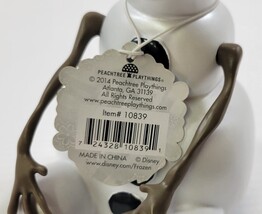 PEACHTREE PLAYTHINGS™
© 2014 Peachtree Playthings
Atlanta, GA 31139
All Rights Reserved
www.peachtreeplaythings.com
Item# 10839
7 24328 10839 1
MADE IN CHINA © Disney
www.disney.com/frozen